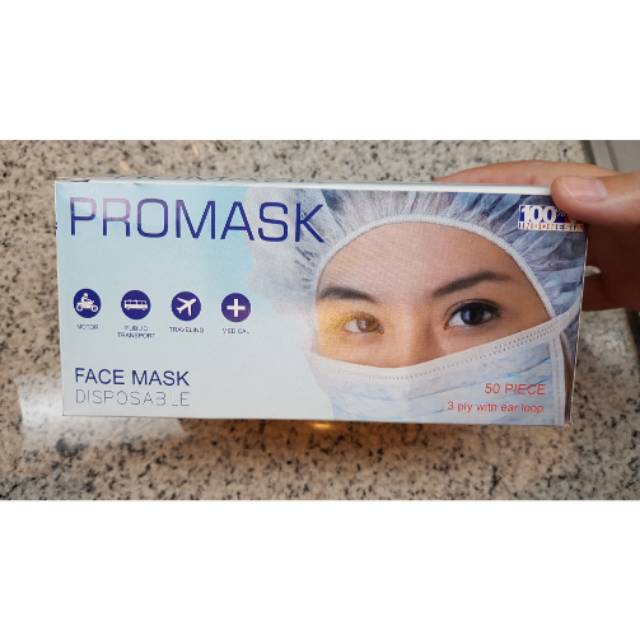 PROMASK
100%
INDONESIA
MOTOR
PUBLIC
TRANSPORT
TRAVELING
MEDICAL
FACE MASK
DISPOSABLE
50 PIECE
3 ply with ear loop